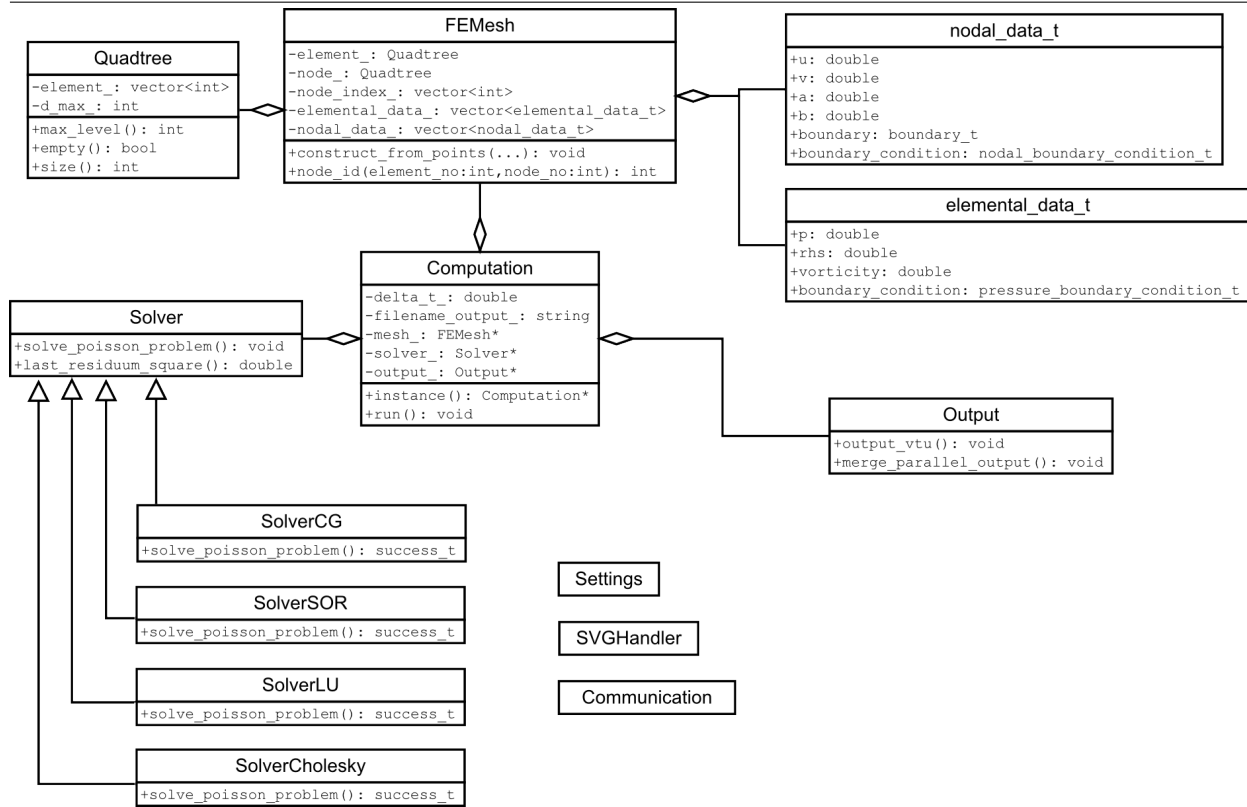 Quadtree
-element_: vector<int>
-d_max_: int
+max_level(): int
+empty(): bool
+size(): int
FEMesh
-element_: Quadtree
-node_: Quadtree
-node_index_: vector<int>
-elemental_data_: vector<elemental_data_t>
-nodal_data_: vector<nodal_data_t>
+construct_from_points(...): void
+node_id(element_no:int,node_no:int): int
nodal_data_t
+u: double
+v: double
+a: double
+b: double
+boundary: boundary_t
+boundary_condition: nodal_boundary_condition_t
elemental_data_t
+p: double
+rhs: double
+vorticity: double
+boundary_condition: pressure_boundary_condition_t
Computation
-delta_t_: double
-filename_output_: string
-mesh_: FEMesh*
-solver_: Solver*
-output_: Output*
+instance(): Computation*
+run(): void
Solver
+solve_poisson_problem(): void
+last_residuum_square(): double
Output
+output_vtu(): void
+merge_parallel_output(): void
SolverCG
+solve_poisson_problem(): success_t
SolverSOR
+solve_poisson_problem(): success_t
SolverLU
+solve_poisson_problem(): success_t
SolverCholesky
+solve_poisson_problem(): success_t
Settings
SVGHandler
Communication